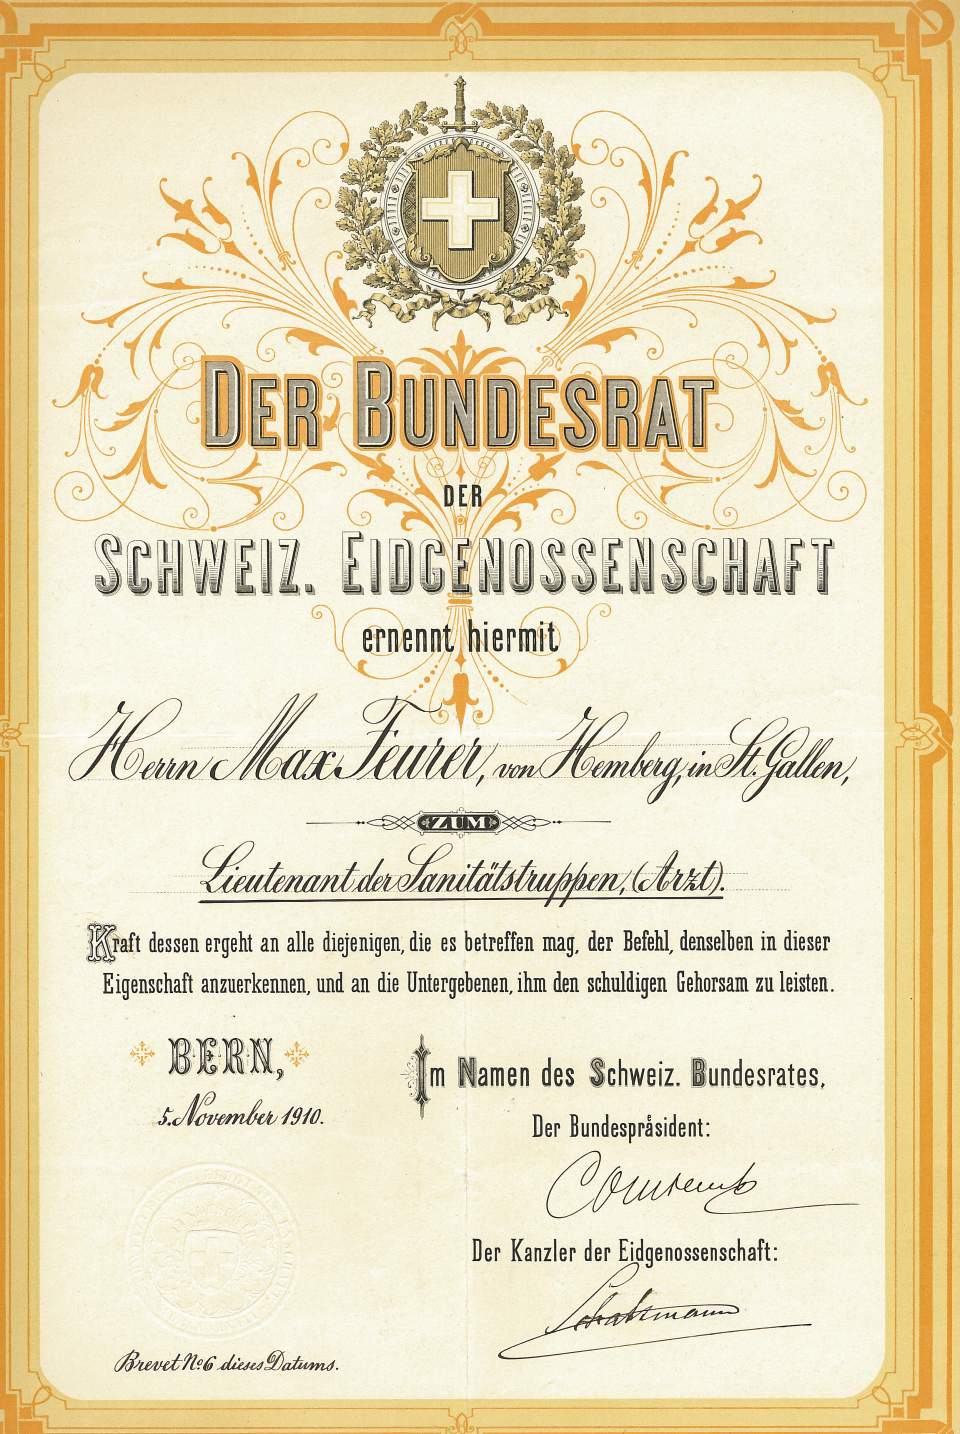 DER BUNDESRAT
DER
SCHWEIZ. EIDGENOSSENSCHAFT
ernennt hiermit
Herrn Max Feurer, von Hemberg, in St. Gallen,
ZUM
Lieutenant der Sanitätstruppen, (Arzt).
Kraft dessen ergeht an alle diejenigen, die es betreffen mag, der Befehl, denselben in dieser
Eigenschaft anzuerkennen, und an die Untergebenen, ihm den schuldigen Gehorsam zu leisten.
BERN,
5. November 1910.
Im Namen des Schweiz. Bundesrates,
Der Bundespräsident:
Comtesse
Der Kanzler der Eidgenossenschaft:
Schatzmann
Brevet No. 6 dieses Datums.